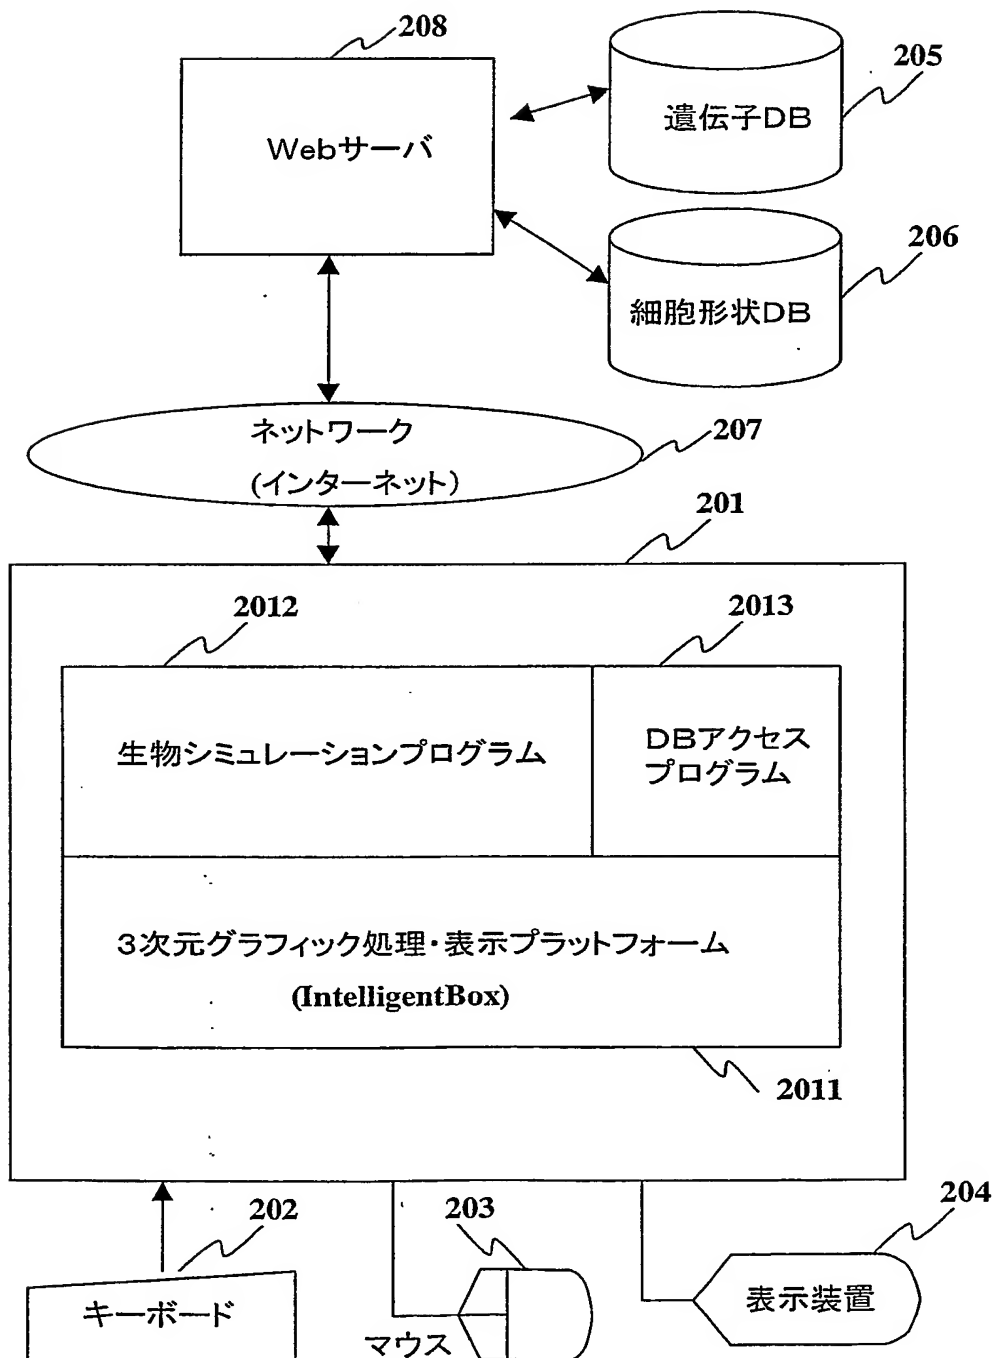 208
205
遺伝子DB
Webサーバ
206
細胞形状DB
ネットワーク
207
(インターネット)
201
2012
2013
生物シミュレーションプログラム
DBアクセス
プログラム
3次元グラフィック処理・表示プラットフォーム
(IntelligentBox)
2011
202
203
204
キーボード
マウス
表示装置